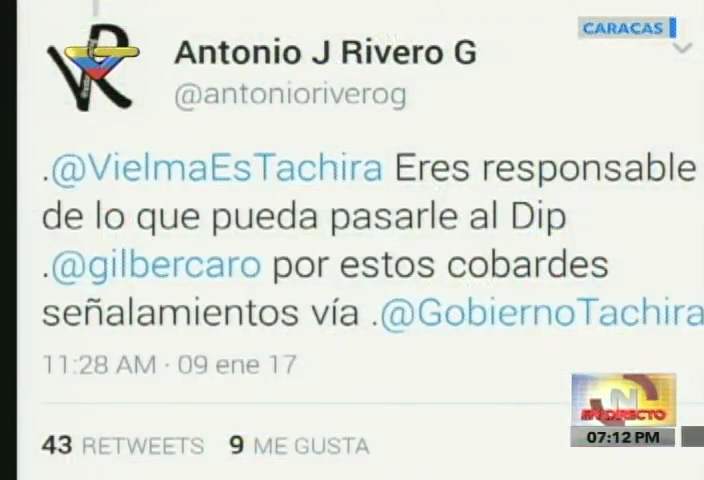 CARACAS
Antonio J Rivero G
@antonioriverog
.@VielmaEsTachira Eres responsable
de lo que pueda pasarle al Dip
.@gilbercaro por estos cobardes
señalamientos vía .@GobiernoTachira
11:28 AM · 09 ene 17
43 RETWEETS 9 ME GUSTA
N
EN DIRECTO
07:12 PM